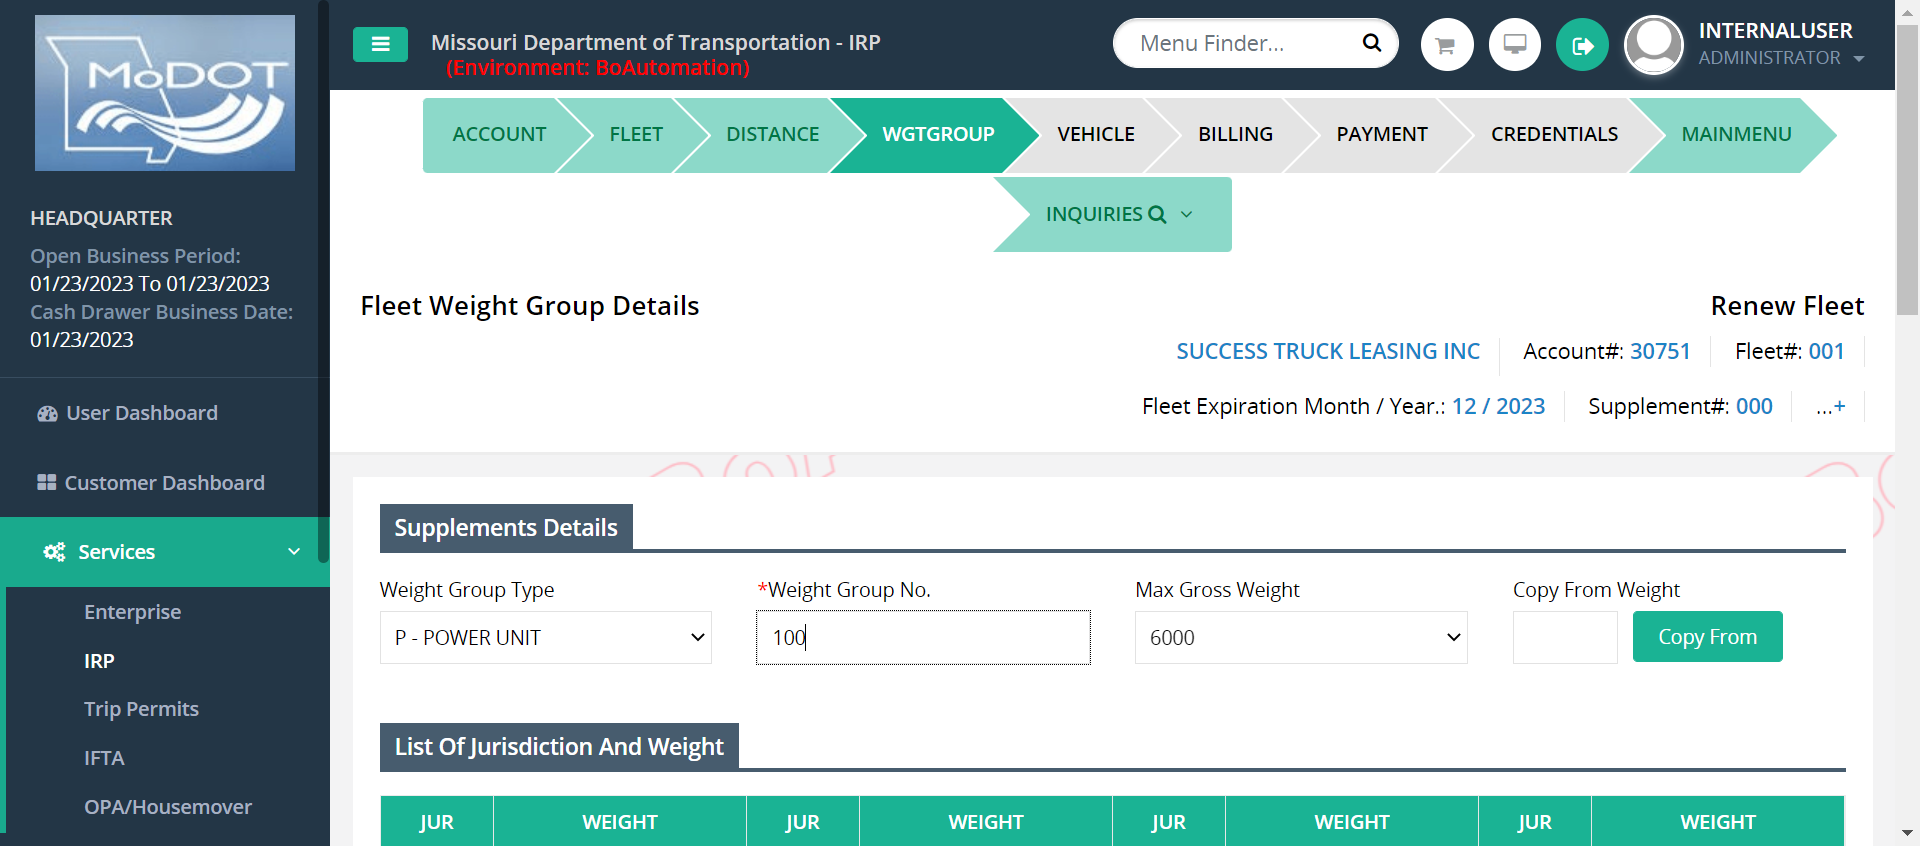 MoDOT
HEADQUARTER
Open Business Period:
01/23/2023 To 01/23/2023
Cash Drawer Business Date:
01/23/2023
User Dashboard
Customer Dashboard
Services
Enterprise
IRP
Trip Permits
IFTA
OPA/Housemover
Missouri Department of Transportation - IRP
(Environment: BoAutomation)
Menu Finder...
INTERNALUSER
ADMINISTRATOR
ACCOUNT FLEET DISTANCE WGTGROUP VEHICLE BILLING PAYMENT CREDENTIALS MAINMENU
INQUIRIES
Fleet Weight Group Details
Renew Fleet
SUCCESS TRUCK LEASING INC Account#: 30751 Fleet#: 001
Fleet Expiration Month / Year.: 12 / 2023 Supplement#: 000 ...+
Supplements Details
Weight Group Type *Weight Group No. Max Gross Weight Copy From Weight
P - POWER UNIT 100 6000 Copy From
List Of Jurisdiction And Weight
JUR WEIGHT JUR WEIGHT JUR WEIGHT JUR WEIGHT